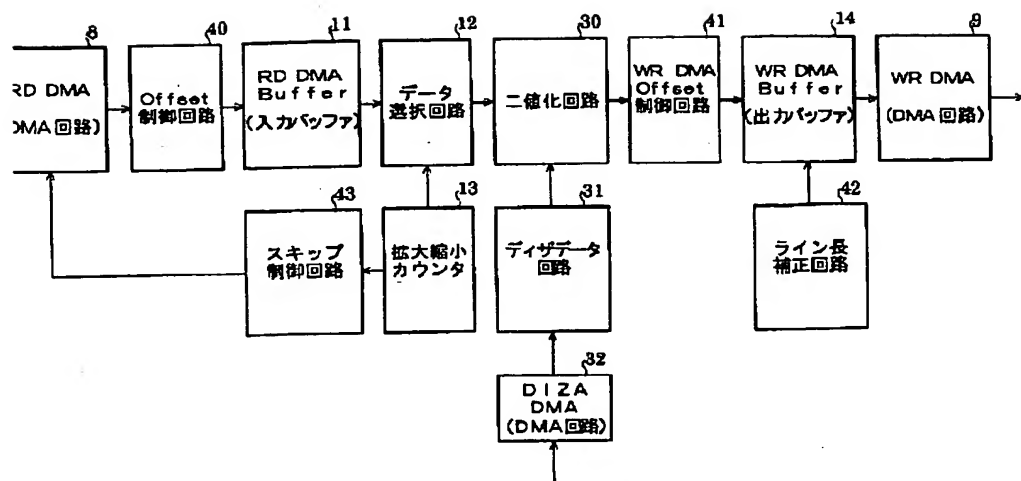 8
RD DMA
DMA回路)
40
Offset
制御回路
11
RD DMA
Buffer
(入力バッファ)
12
データ
選択回路
30
二値化回路
41
WR DMA
Offset
制御回路
14
WR DMA
Buffer
(出力バッファ)
9
WR DMA
(DMA回路)
43
スキップ
制御回路
13
拡大縮小
カウンタ
31
ディザデータ
回路
42
ライン長
補正回路
32
DIZA
DMA
(DMA回路)